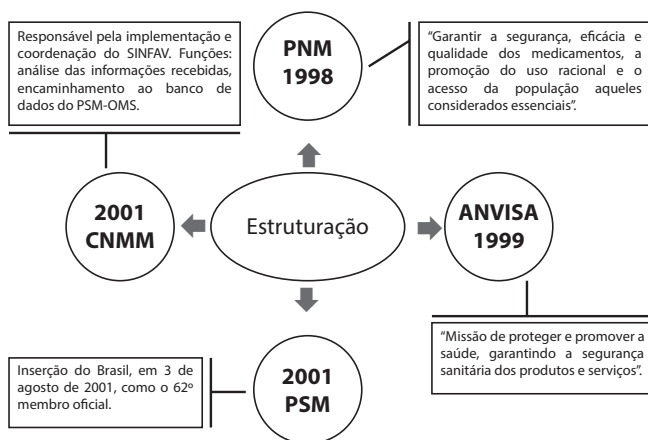 Responsável pela implementação e
coordenação do SINFAV. Funções:
análise das informações recebidas,
encaminhamento ao banco de
dados do PSM-OMS.
PNM
1998
“Garantir a segurança, eficácia e
qualidade dos medicamentos, a
promoção do uso racional e o
acesso da população aqueles
considerados essenciais”.
2001
CNMM
Estruturação
ANVISA
1999
“Missão de proteger e promover a
saúde, garantindo a segurança
sanitária dos produtos e serviços”.
Inserção do Brasil, em 3 de
agosto de 2001, como o 62º
membro oficial.
2001
PSM